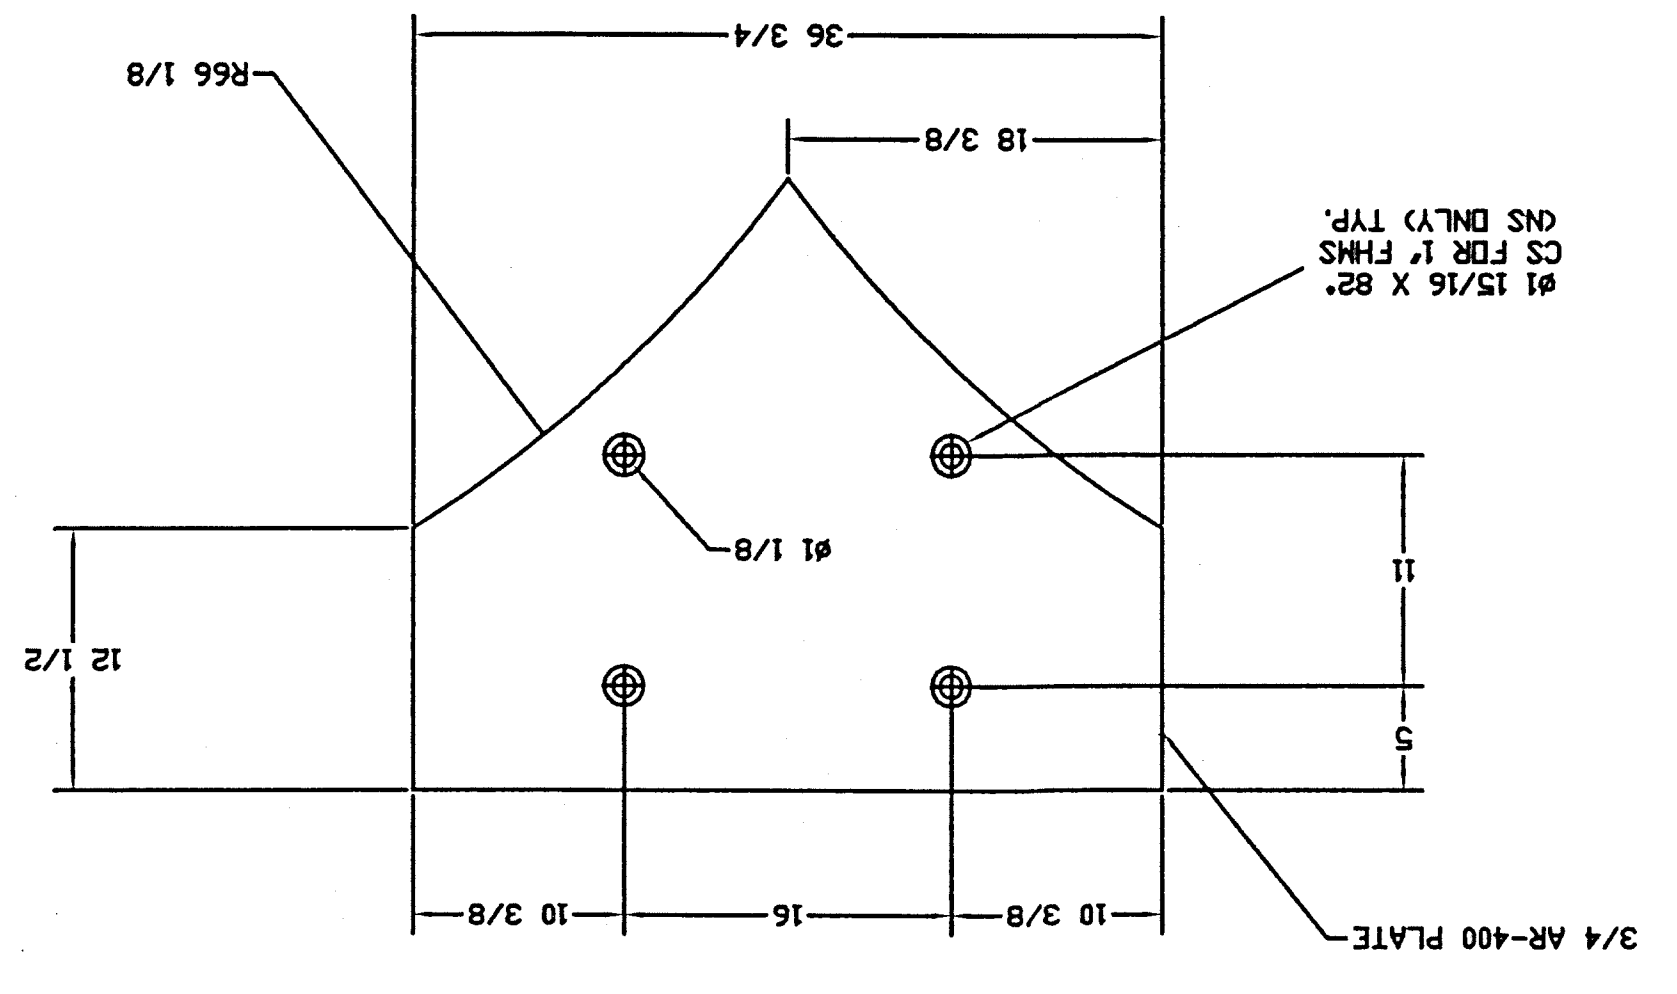 3/4 AR-400 PLATE
10 3/8
16
10 3/8
5
12 1/2
11
Ø1 1/8
Ø1 15/16 X 82°
CS FOR 1" FHMS
(NS ONLY) TYP.
18 3/8
R66 1/8
36 3/4